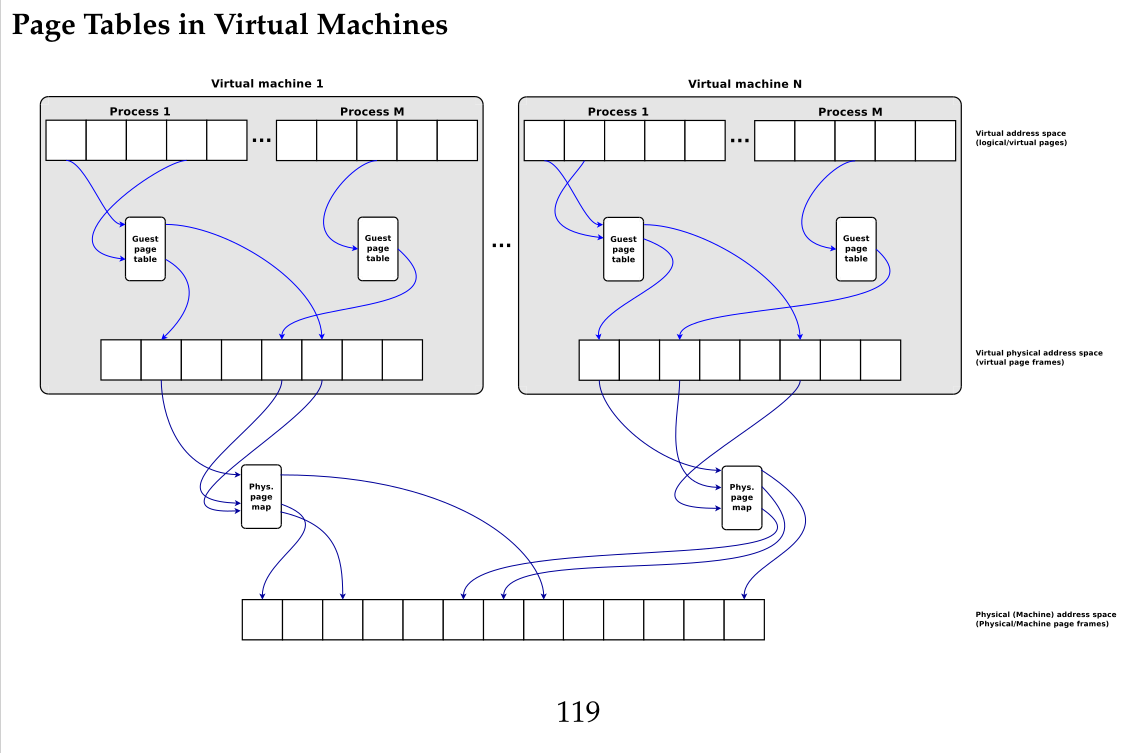 Page Tables in Virtual Machines
Virtual machine 1
Virtual machine N
Process 1
Process M
Process 1
Process M
...
...
Virtual address space
(logical/virtual pages)
Guest
page
table
Guest
page
table
...
Guest
page
table
Guest
page
table
Virtual physical address space
(virtual page frames)
Phys.
page
map
Phys.
page
map
Physical (Machine) address space
(Physical/Machine page frames)
119